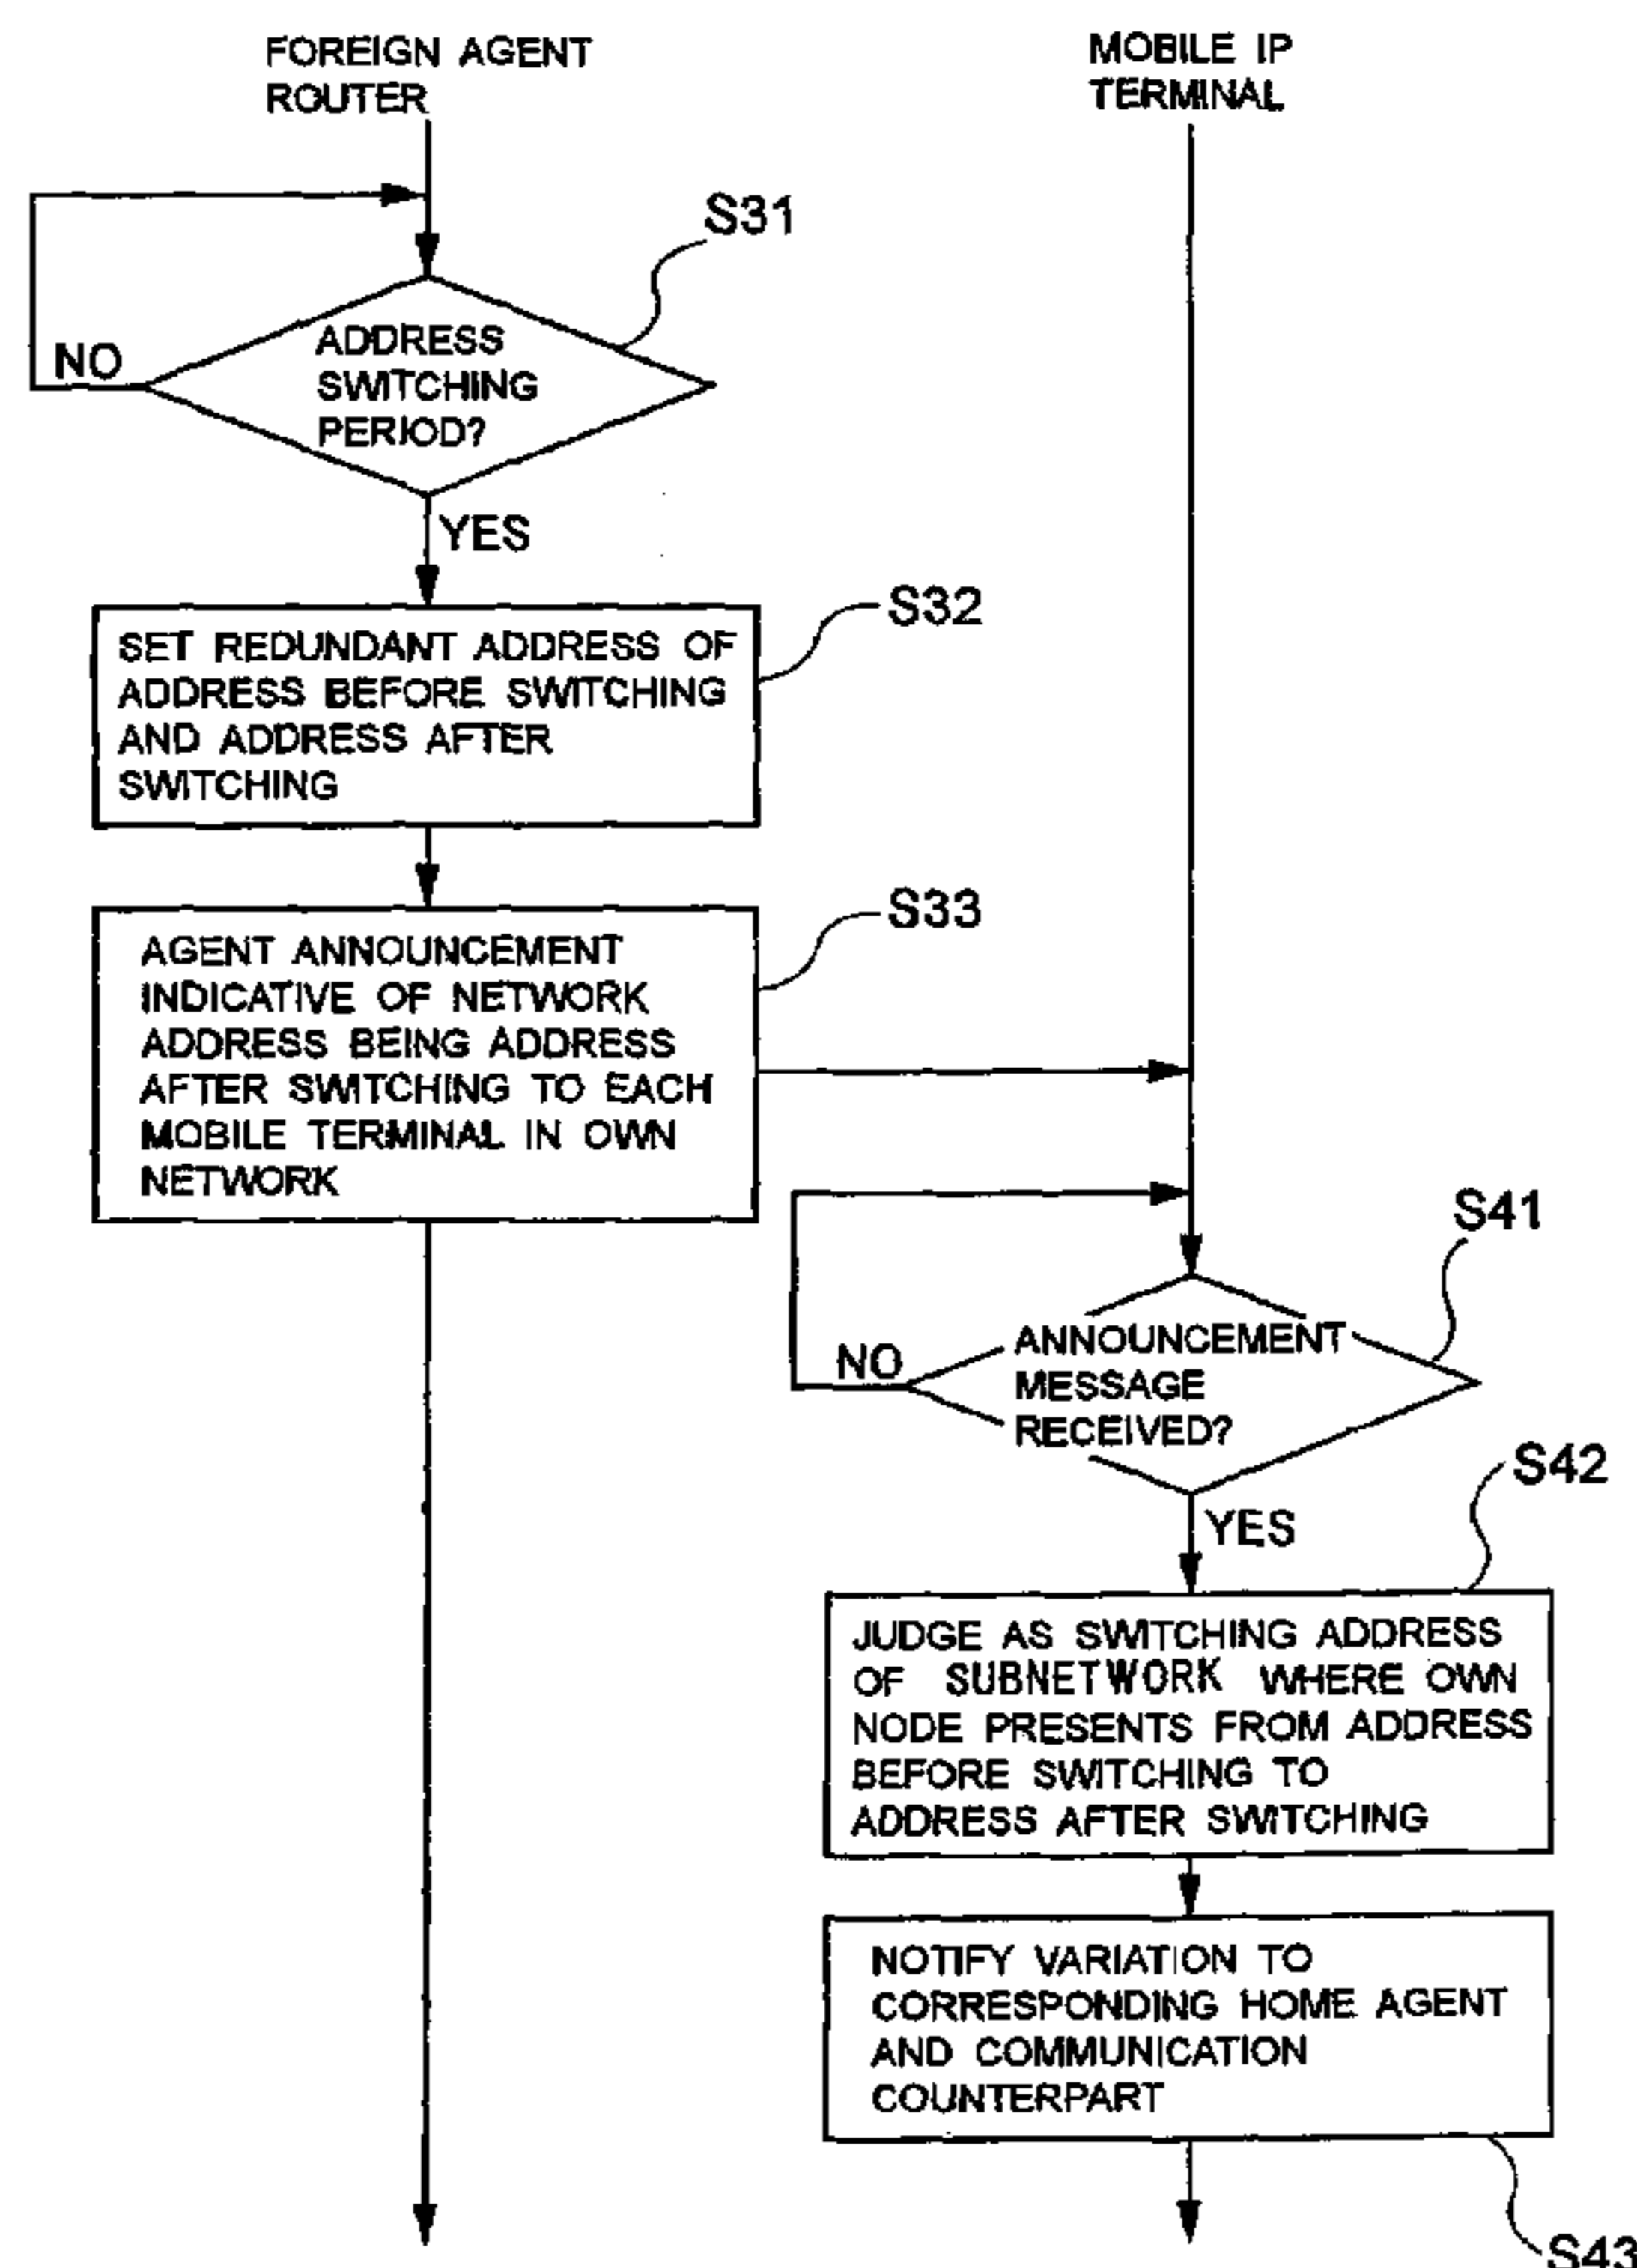 FOREIGN AGENT
ROUTER
MOBILE IP
TERMINAL
S31
ADDRESS
SWITCHING
PERIOD?
NO
YES
S32
SET REDUNDANT ADDRESS OF
ADDRESS BEFORE SWITCHING
AND ADDRESS AFTER
SWITCHING
S33
AGENT ANNOUNCEMENT
INDICATIVE OF NETWORK
ADDRESS BEING ADDRESS
AFTER SWITCHING TO EACH
MOBILE TERMINAL IN OWN
NETWORK
S41
ANNOUNCEMENT
MESSAGE
RECEIVED?
NO
YES
S42
JUDGE AS SWITCHING ADDRESS
OF SUBNETWORK WHERE OWN
NODE PRESENTS FROM ADDRESS
BEFORE SWITCHING TO
ADDRESS AFTER SWITCHING
NOTIFY VARIATION TO
CORRESPONDING HOME AGENT
AND COMMUNICATION
COUNTERPART
S43